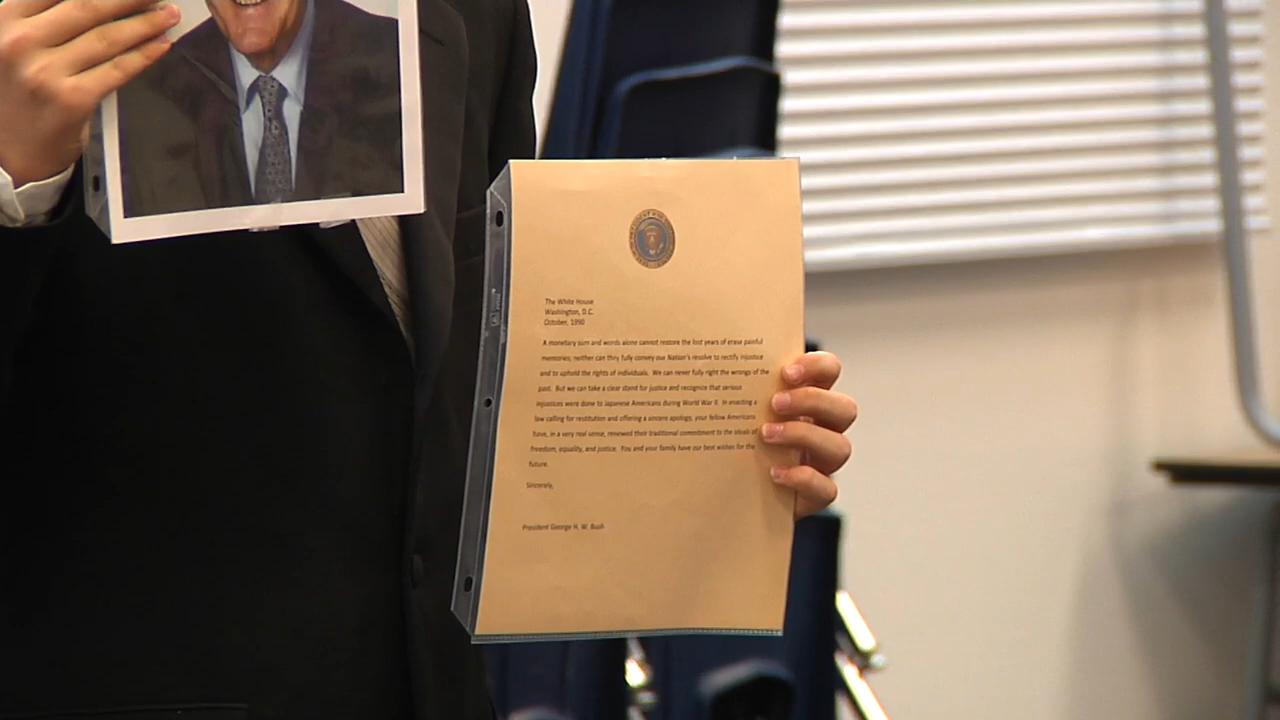 The White House
Washington, D.C.
October, 1990
A monetary sum and words alone cannot restore the lost years of erase painful
memories; neither can they fully convey our Nation's resolve to rectify injustice
and to uphold the rights of individuals. We can never fully right the wrongs of the
past. But we can take a clear stand for justice and recognize that serious
injustices were done to Japanese Americans during World War II. In enacting a
law calling for restitution and offering a sincere apology, your fellow Americans
have, in a very real sense, renewed their traditional commitment to the ideals of
freedom, equality, and justice. You and your family have our best wishes for the
future.
Sincerely,
President George H. W. Bush